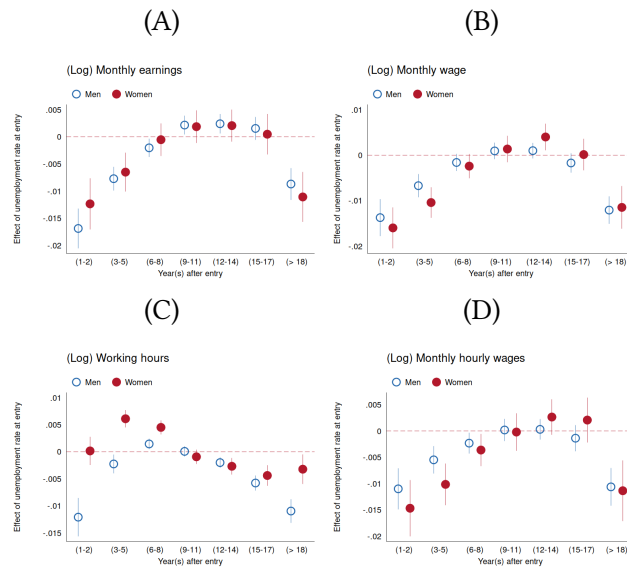 (A)
(Log) Monthly earnings
Men Women
Effect of unemployment rate at entry
.005
0
-.005
-.01
-.015
-.02
(1-2) (3-5) (6-8) (9-11) (12-14) (15-17) (> 18)
Year(s) after entry
(B)
(Log) Monthly wage
Men Women
Effect of unemployment rate at entry
.01
0
-.01
-.02
(1-2) (3-5) (6-8) (9-11) (12-14) (15-17) (> 18)
Year(s) after entry
(C)
(Log) Working hours
Men Women
Effect of unemployment rate at entry
.01
.005
0
-.005
-.01
-.015
(1-2) (3-5) (6-8) (9-11) (12-14) (15-17) (> 18)
Year(s) after entry
(D)
(Log) Monthly hourly wages
Men Women
Effect of unemployment rate at entry
.005
0
-.005
-.01
-.015
-.02
(1-2) (3-5) (6-8) (9-11) (12-14) (15-17) (> 18)
Year(s) after entry